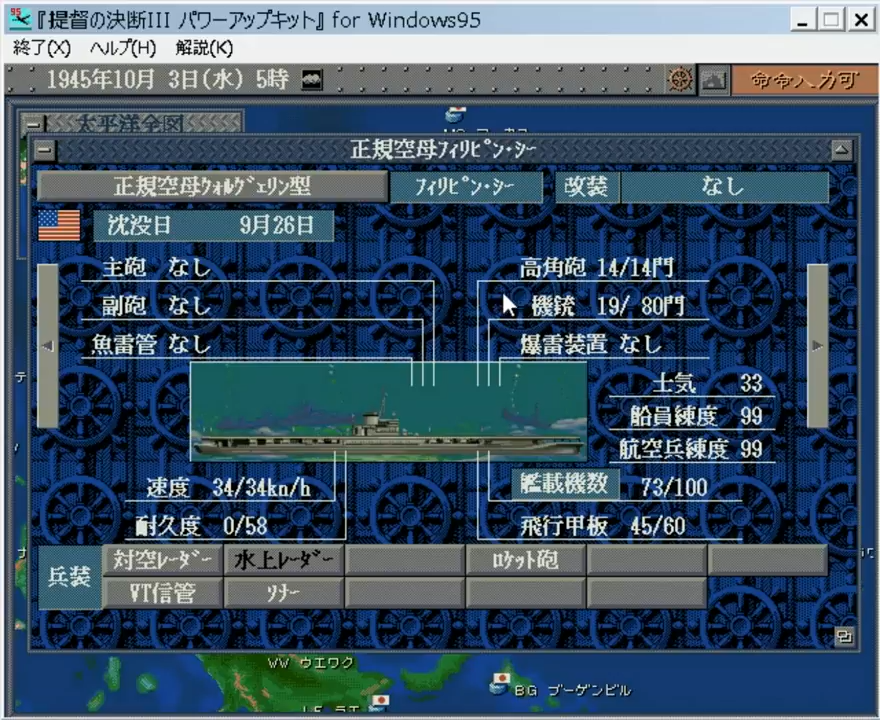 『提督の決断III パワーアップキット』 for Windows95
終了(X) ヘルプ(H) 解説(K)
1945年10月 3日(水) 5時
命令入力可
太平洋全図
正規空母フィリピン・シー
正規空母ウォルヴェリン型 フィリピン・シー 改装 なし
沈没日 9月26日
主砲 なし 高角砲 14/14門
副砲 なし 機銃 19/ 80門
魚雷管 なし 爆雷装置 なし
士気 33
船員練度 99
航空兵練度 99
速度 34/34kn/h 艦載機数 73/100
耐久度 0/58 飛行甲板 45/60
兵装 対空レーダー 水上レーダー ロケット砲
VT信管 ソナー
WW ウエワク
BG ブーゲンビル
LE ラエ